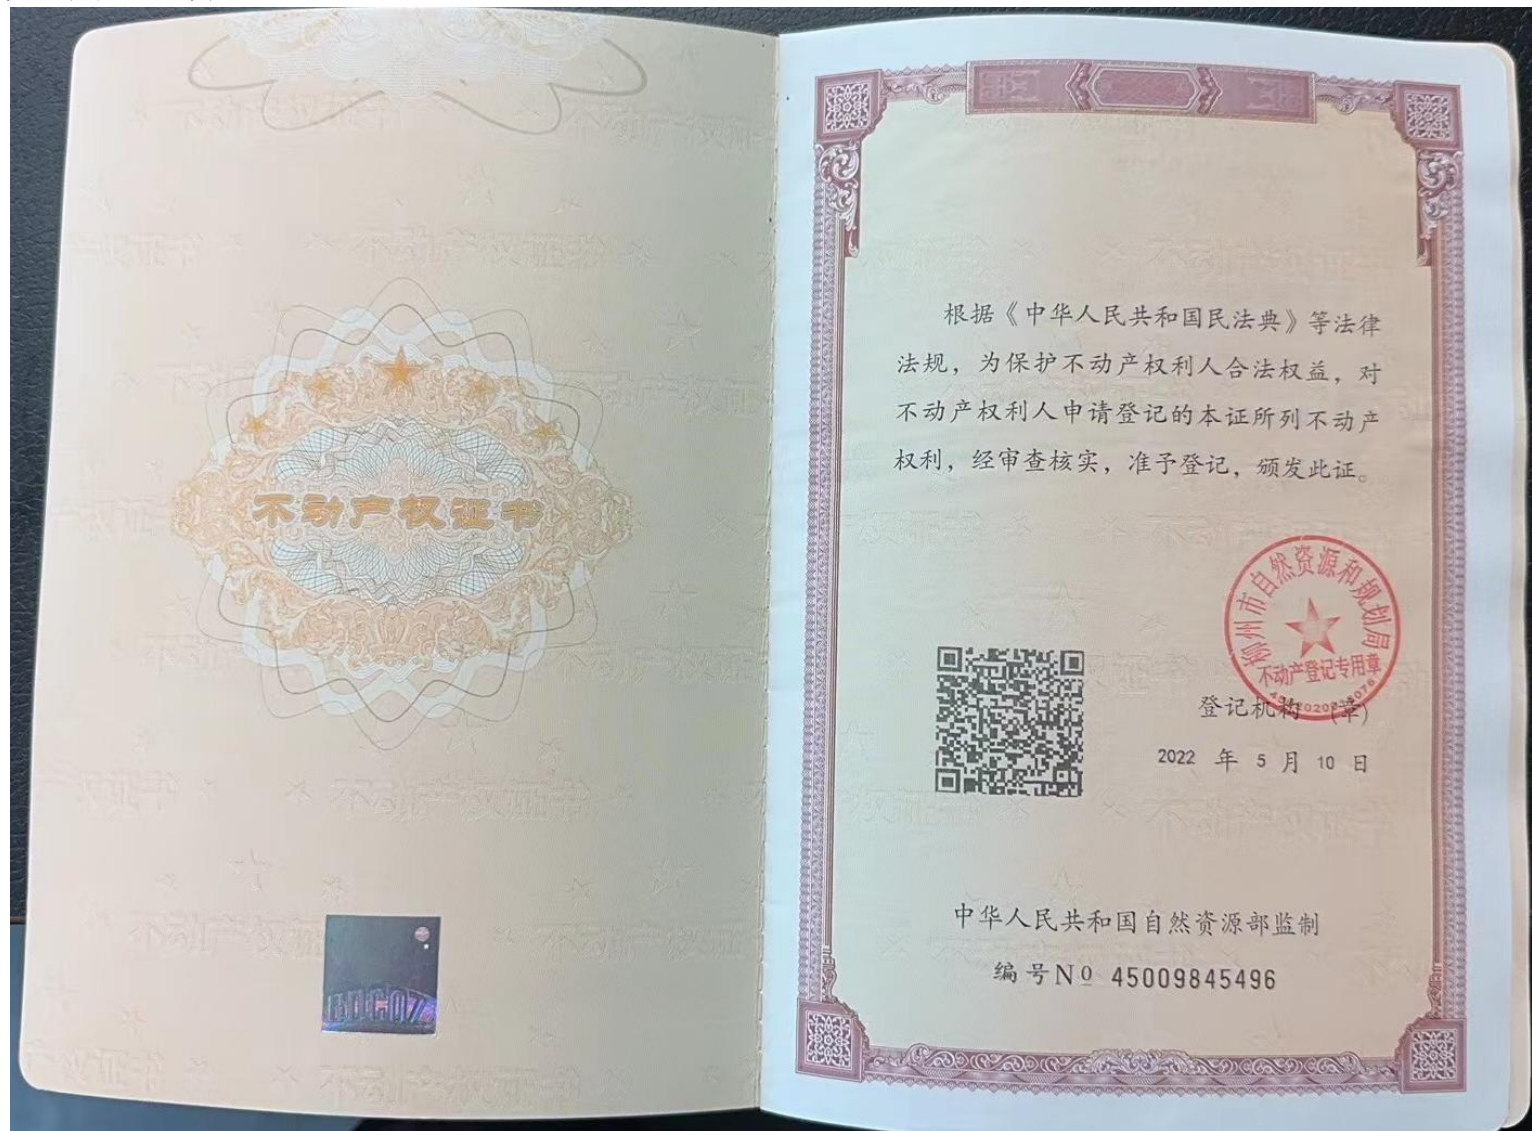 不动产权证书
根据《中华人民共和国民法典》等法律
法规，为保护不动产权利人合法权益，对
不动产权利人申请登记的本证所列不动产
权利，经审查核实，准予登记，颁发此证。
柳州市自然资源和规划局
不动产登记专用章
登记机构（章）
2022 年 5 月 10 日
中华人民共和国自然资源部监制
编号№ 45009845496